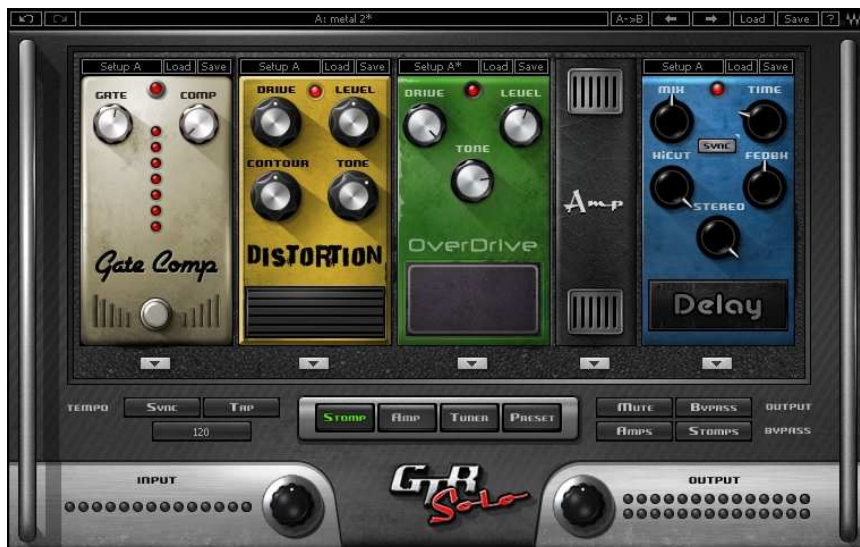 A: metal 2*
A->B
Load
Save
?
Setup A Load Save
GATE COMP
Gate Comp
Setup A Load Save
DRIVE LEVEL
CONTOUR TONE
DISTORTION
Setup A* Load Save
DRIVE LEVEL
TONE
OverDrive
Amp
Setup A Load Save
MIX TIME
SYNC
HiCUT FEDBK
STEREO
Delay
TEMPO Sync Tap
120
Stomp Amp Tuner Preset
Mute Bypass OUTPUT
Amps Stomps BYPASS
INPUT
GTR
Solo
OUTPUT